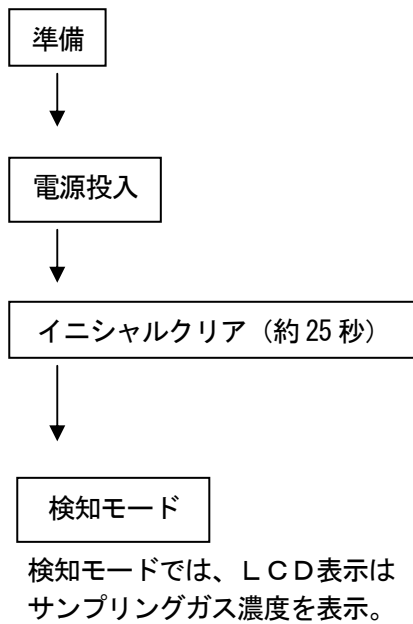 準備
電源投入
イニシャルクリア（約25秒）
検知モード
検知モードでは、ＬＣＤ表示は
サンプリングガス濃度を表示。